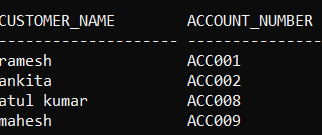 CUSTOMER_NAME ACCOUNT_NUMBER
-------------------- ---------------
ramesh ACC001
ankita ACC002
atul kumar ACC008
mahesh ACC009